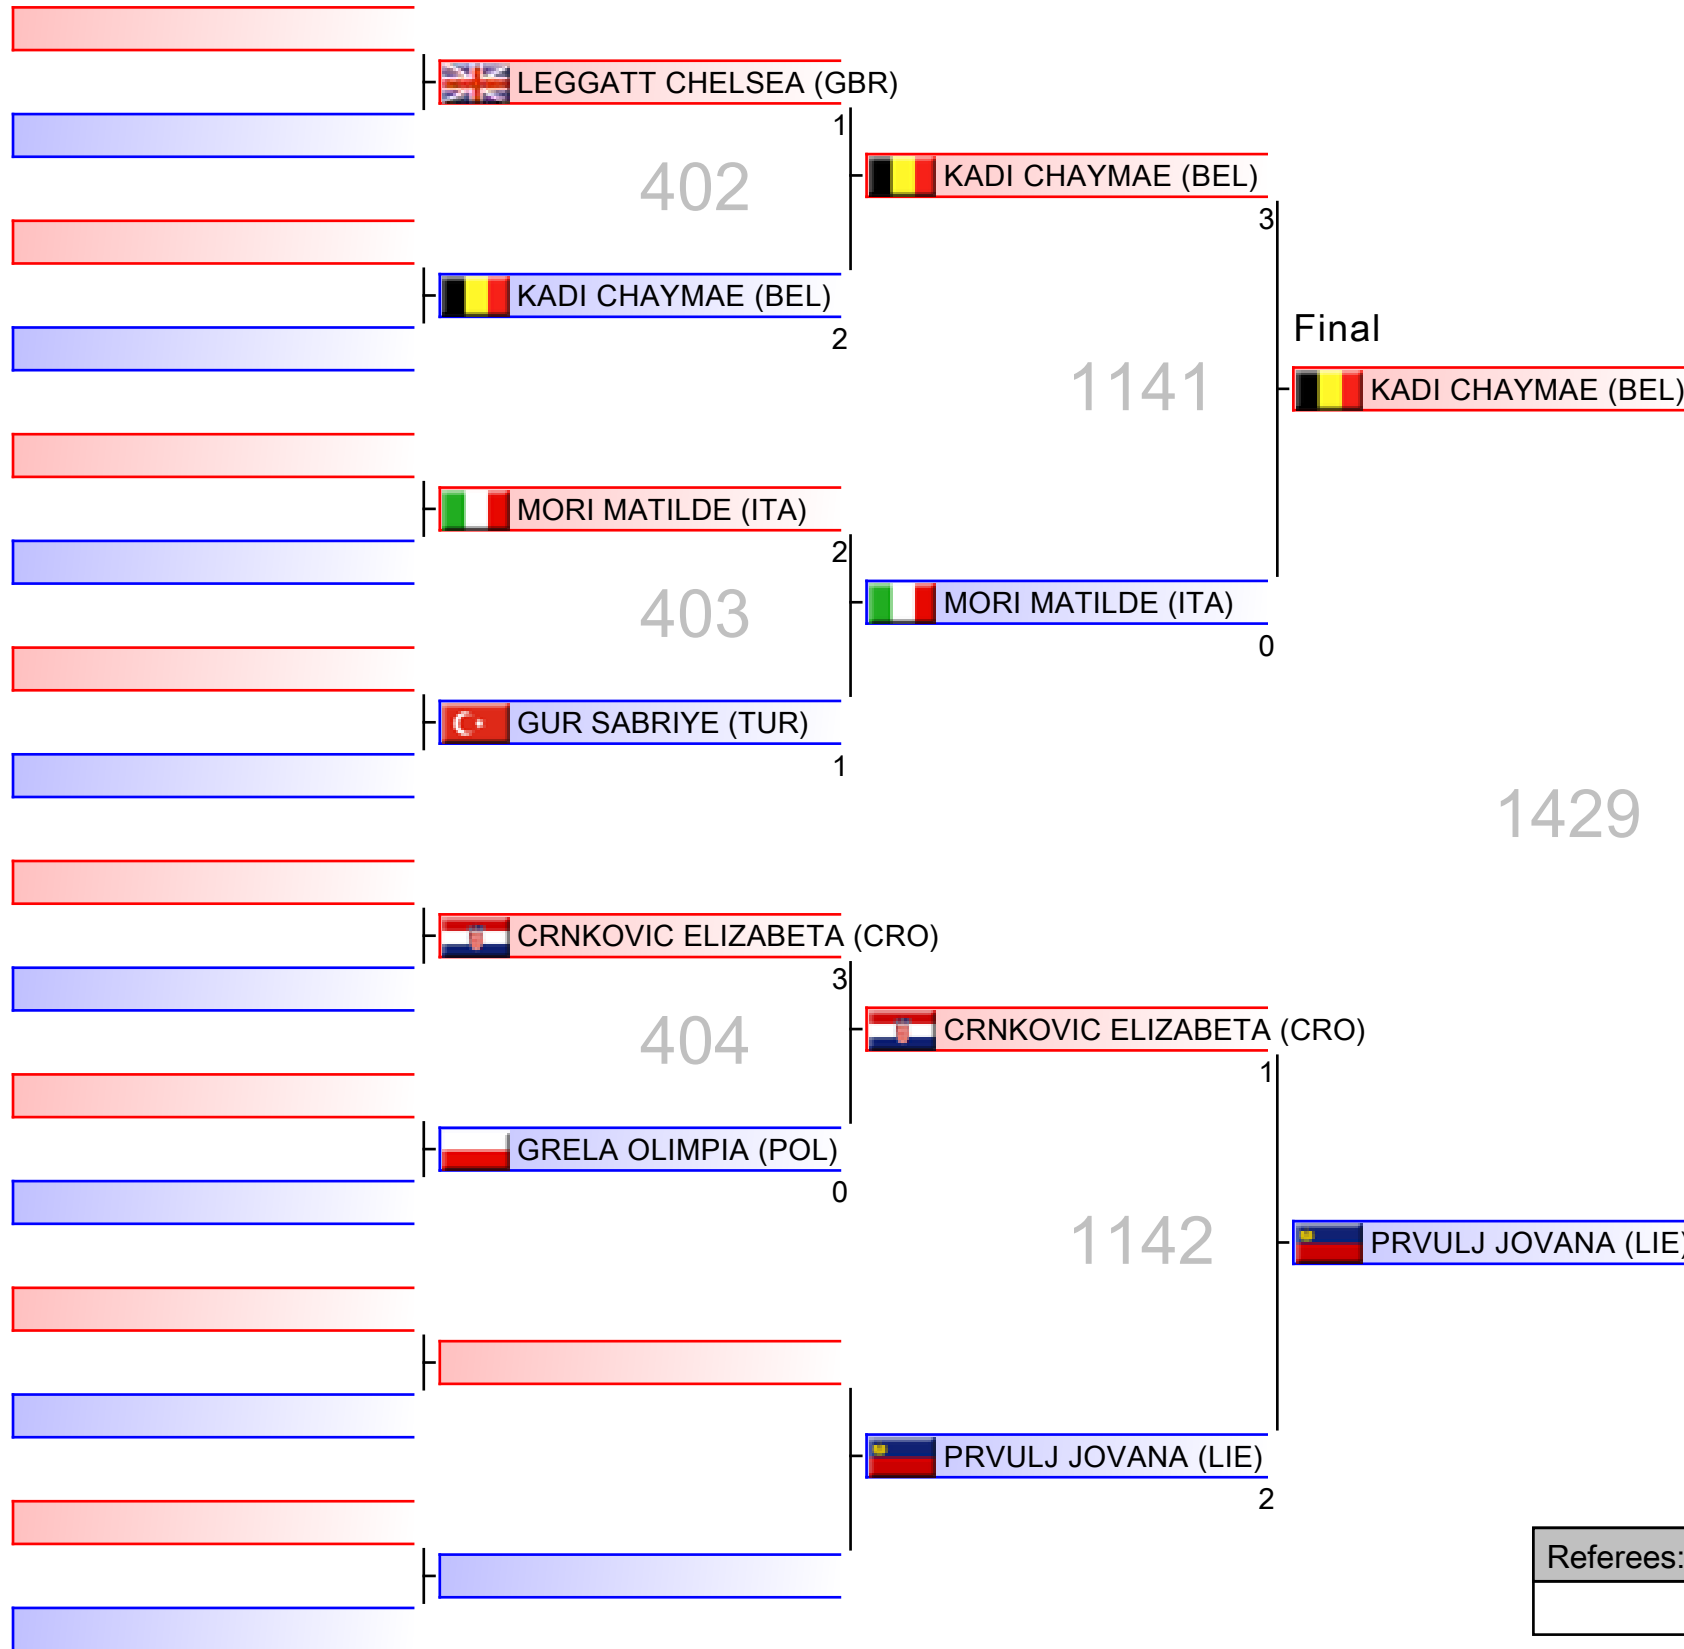 LEGGATT CHELSEA (GBR)
1
402
KADI CHAYMAE (BEL)
3
KADI CHAYMAE (BEL)
2
Final
1141
KADI CHAYMAE (BEL)
MORI MATILDE (ITA)
2
403
MORI MATILDE (ITA)
0
GUR SABRIYE (TUR)
1
1429
CRNKOVIC ELIZABETA (CRO)
3
404
CRNKOVIC ELIZABETA (CRO)
1
GRELA OLIMPIA (POL)
0
1142
PRVULJ JOVANA (LIE)
PRVULJ JOVANA (LIE)
2
Referees: